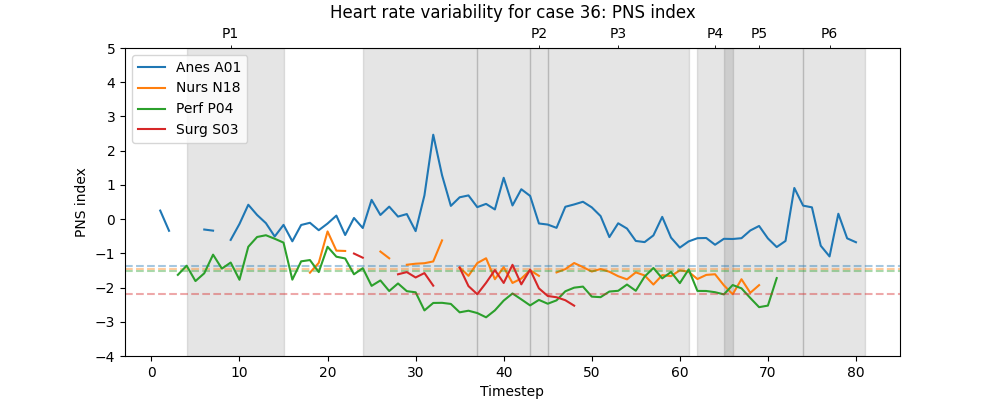 Heart rate variability for case 36: PNS index
P1 P2 P3 P4 P5 P6
Anes A01
Nurs N18
Perf P04
Surg S03
PNS index
5
4
3
2
1
0
−1
−2
−3
−4
0 10 20 30 40 50 60 70 80
Timestep